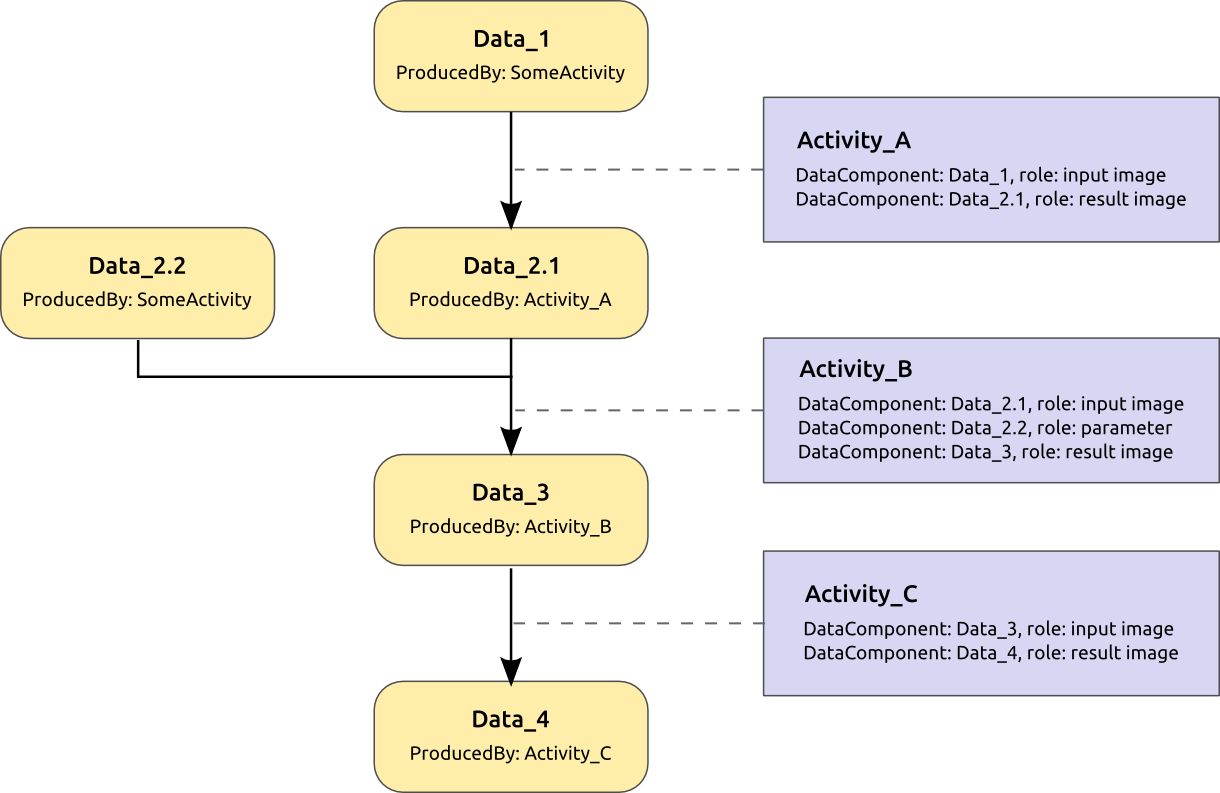 Data_1
ProducedBy: SomeActivity
Activity_A
DataComponent: Data_1, role: input image
DataComponent: Data_2.1, role: result image
Data_2.2
ProducedBy: SomeActivity
Data_2.1
ProducedBy: Activity_A
Activity_B
DataComponent: Data_2.1, role: input image
DataComponent: Data_2.2, role: parameter
DataComponent: Data_3, role: result image
Data_3
ProducedBy: Activity_B
Activity_C
DataComponent: Data_3, role: input image
DataComponent: Data_4, role: result image
Data_4
ProducedBy: Activity_C